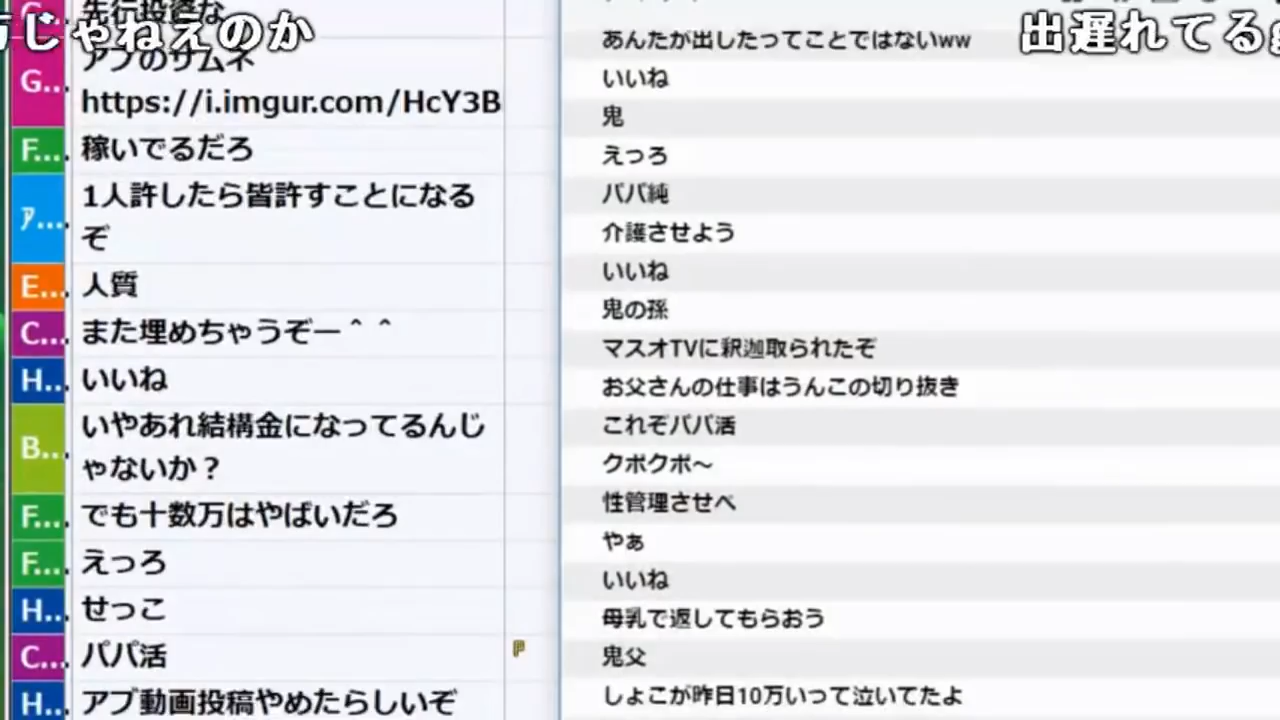 じゃねえのか
出遅れてる
先行投資な
G..
アブのサムネ
https://i.imgur.com/HcY3B
F...
稼いでるだろ
ア...
1人許したら皆許すことになる
ぞ
E...
人質
C...
また埋めちゃうぞー＾＾
H..
いいね
B...
いやあれ結構金になってるんじ
ゃないか？
F...
でも十数万はやばいだろ
F...
えっろ
H..
せっこ
C...
パパ活
P
H..
アブ動画投稿やめたらしいぞ
あんたが出したってことではないww
いいね
鬼
えっろ
パパ純
介護させよう
いいね
鬼の孫
マスオTVに釈迦取られたぞ
お父さんの仕事はうんこの切り抜き
これぞパパ活
クポクポ～
性管理させべ
やぁ
いいね
母乳で返してもらおう
鬼父
しょこが昨日10万いって泣いてたよ